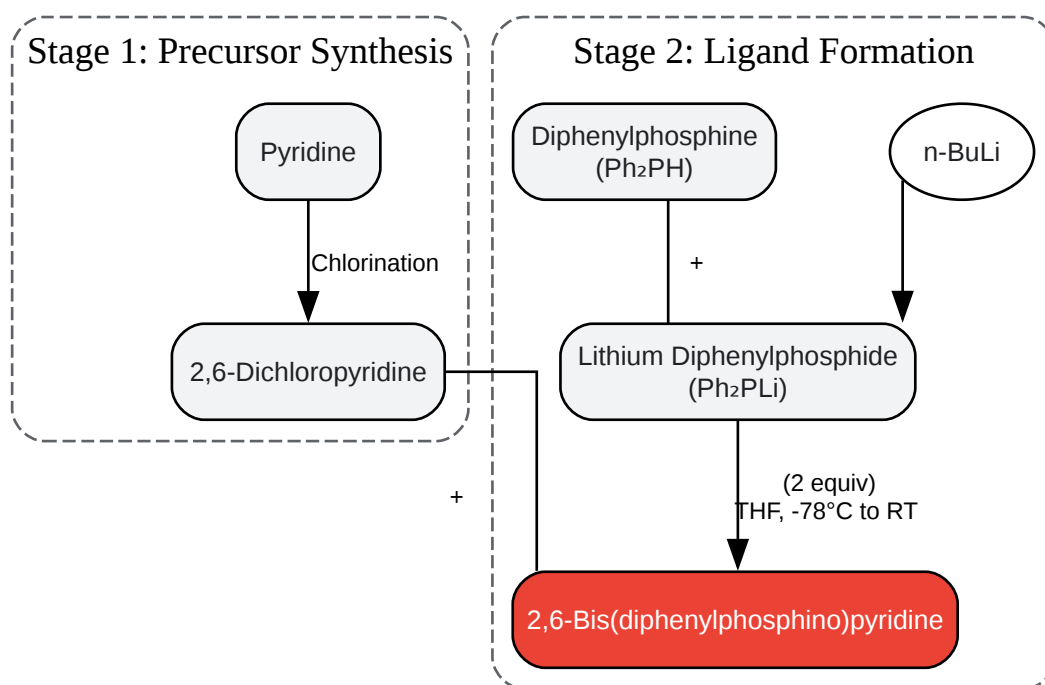 Stage 1: Precursor Synthesis
Stage 2: Ligand Formation
Pyridine
Diphenylphosphine
(Ph₂PH)
n-BuLi
Chlorination
+
2,6-Dichloropyridine
Lithium Diphenylphosphide
(Ph₂PLi)
+
(2 equiv)
THF, -78°C to RT
2,6-Bis(diphenylphosphino)pyridine